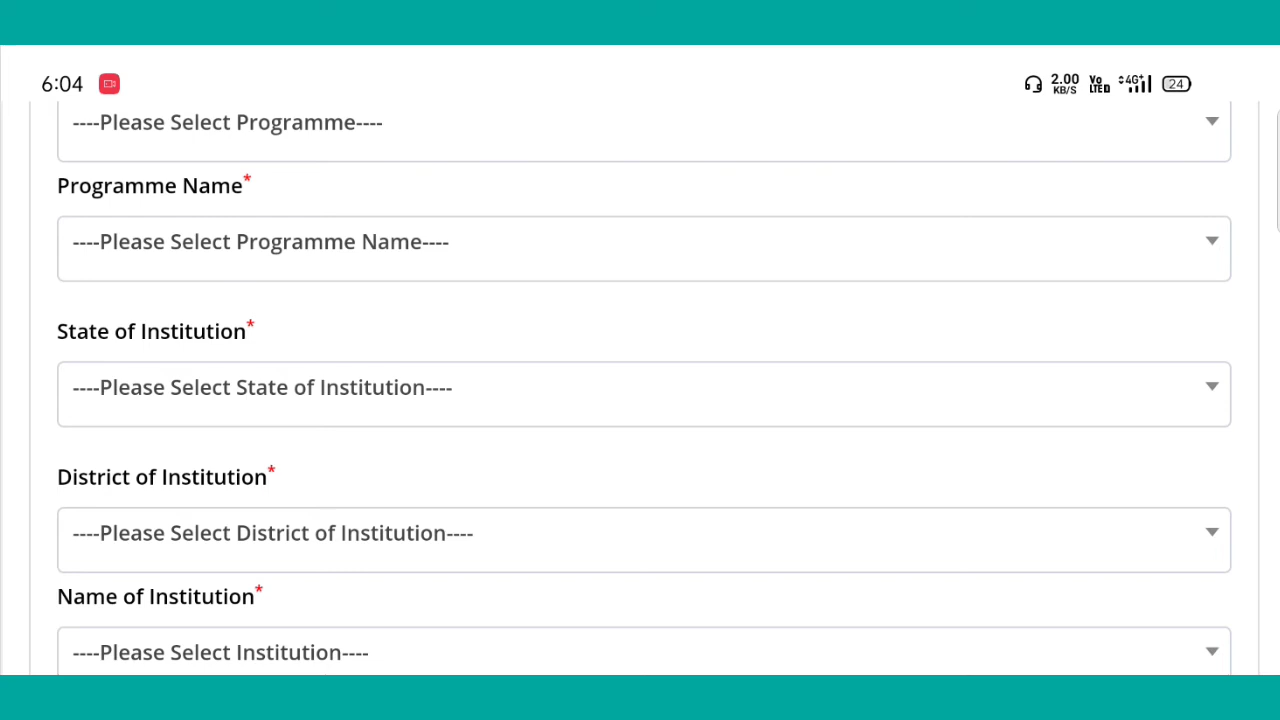 6:04
2.00 KB/S Vo LTE 4G+ 24
----Please Select Programme----
Programme Name*
----Please Select Programme Name----
State of Institution*
----Please Select State of Institution----
District of Institution*
----Please Select District of Institution----
Name of Institution*
----Please Select Institution----